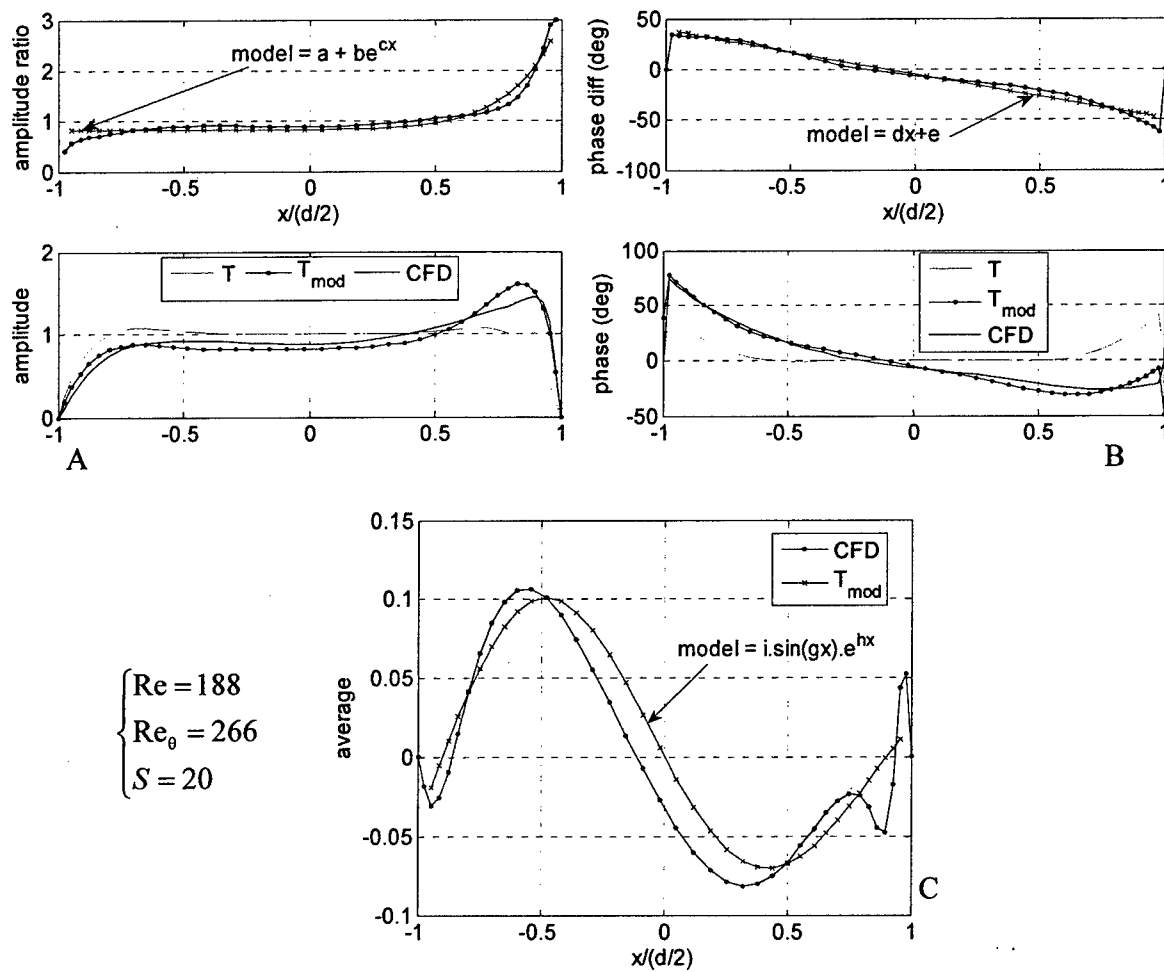 3
2
1
0
amplitude ratio
model = a + be^cx
-1
-0.5
0
0.5
1
x/(d/2)
50
0
-50
-100
phase diff (deg)
model = dx+e
-1
-0.5
0
0.5
1
x/(d/2)
2
1
0
amplitude
T
T_mod
CFD
-1
-0.5
0
0.5
1
A
100
50
0
-50
phase (deg)
T
T_mod
CFD
-1
-0.5
0
0.5
1
B
Re = 188
Re_θ = 266
S = 20
0.15
0.1
0.05
0
-0.05
-0.1
average
CFD
T_mod
model = i.sin(gx).e^hx
-1
-0.5
0
0.5
1
x/(d/2)
C